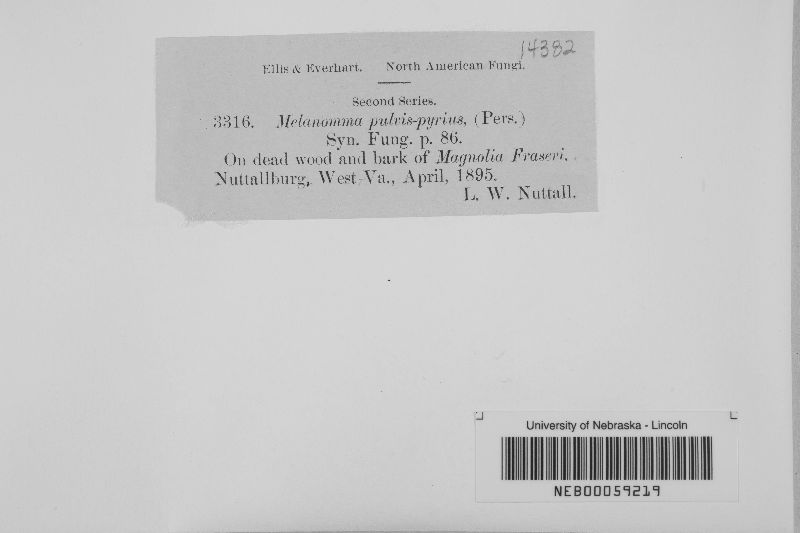 14382
Ellis & Everhart. North American Fungi.
Second Series.
3316. Melanomma pulvis-pyrius, (Pers.)
Syn. Fung. p. 86.
On dead wood and bark of Magnolia Fraseri.
Nuttallburg, West Va., April, 1895.
L. W. Nuttall.
University of Nebraska - Lincoln
NEB00059219